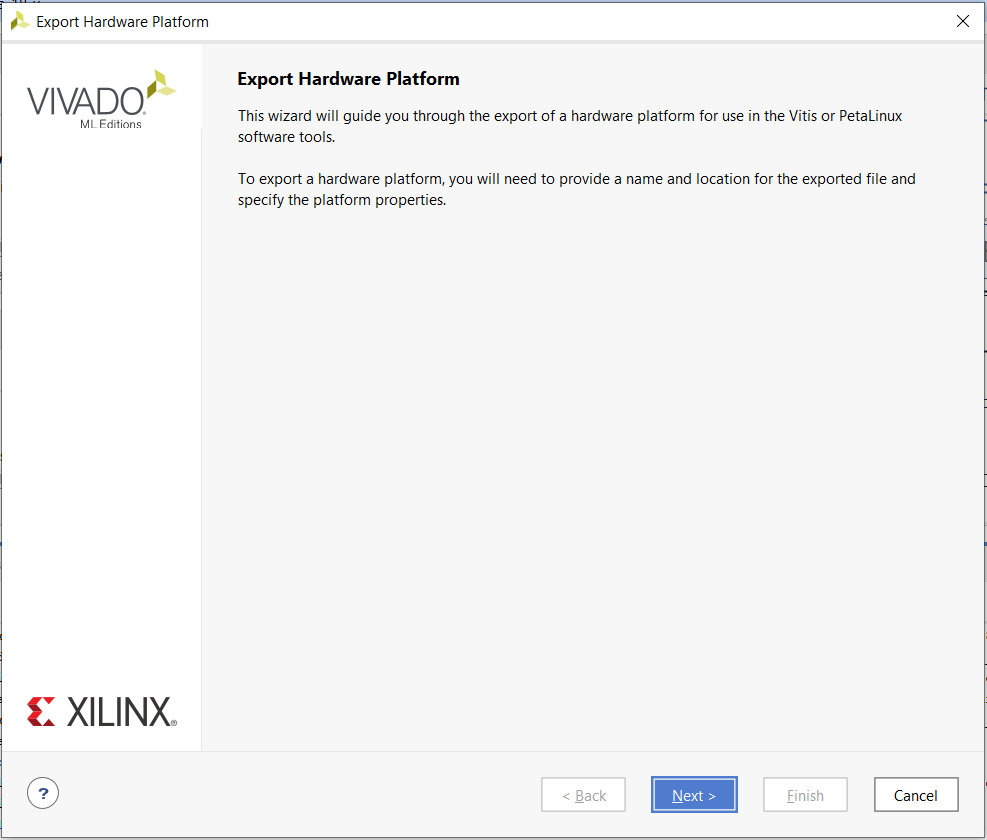 Export Hardware Platform
VIVADO.
ML Editions
Export Hardware Platform
This wizard will guide you through the export of a hardware platform for use in the Vitis or PetaLinux
software tools.
To export a hardware platform, you will need to provide a name and location for the exported file and
specify the platform properties.
XILINX®
?
< Back
Next >
Finish
Cancel